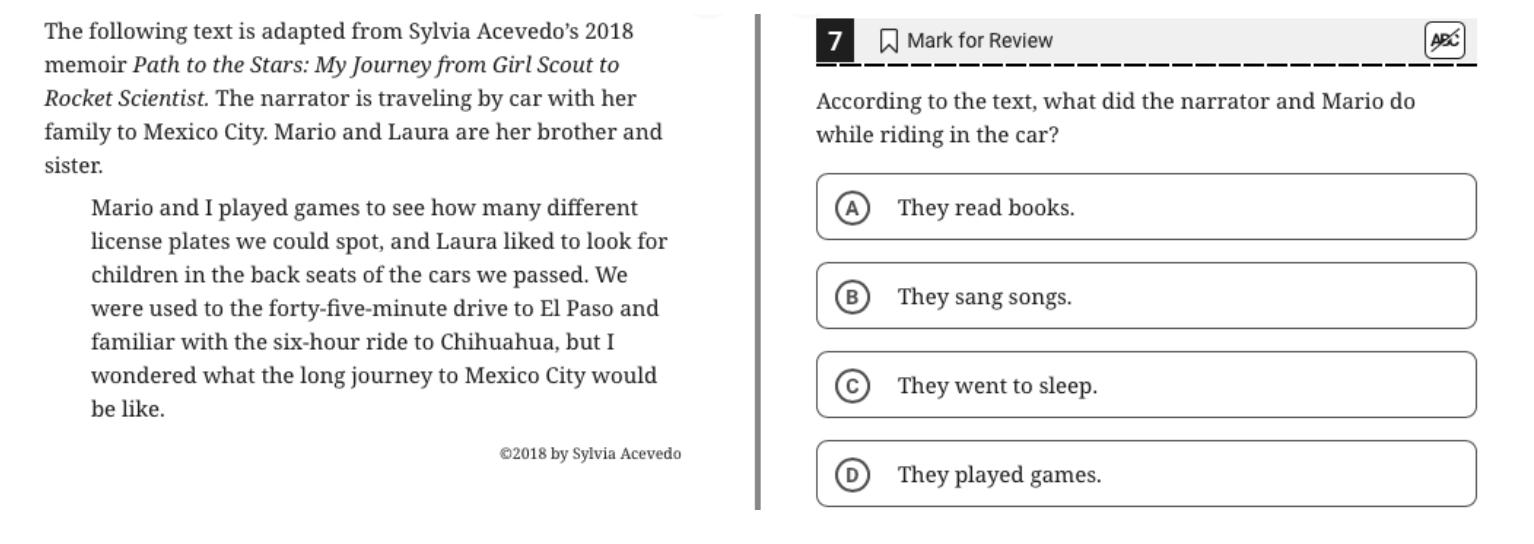 The following text is adapted from Sylvia Acevedo’s 2018
memoir Path to the Stars: My Journey from Girl Scout to
Rocket Scientist. The narrator is traveling by car with her
family to Mexico City. Mario and Laura are her brother and
sister.
Mario and I played games to see how many different
license plates we could spot, and Laura liked to look for
children in the back seats of the cars we passed. We
were used to the forty-five-minute drive to El Paso and
familiar with the six-hour ride to Chihuahua, but I
wondered what the long journey to Mexico City would
be like.
©2018 by Sylvia Acevedo
7 Mark for Review ABC
According to the text, what did the narrator and Mario do
while riding in the car?
A They read books.
B They sang songs.
C They went to sleep.
D They played games.